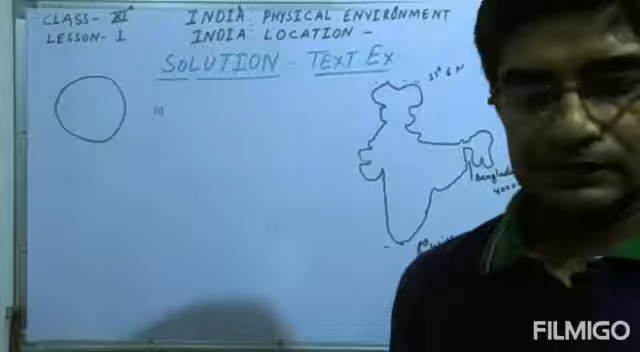 CLASS- XI
INDIA PHYSICAL ENVIRONMENT
LESSON- 1
INDIA LOCATION -
SOLUTION - TEXT EX-
Bangladesh
FILMIGO